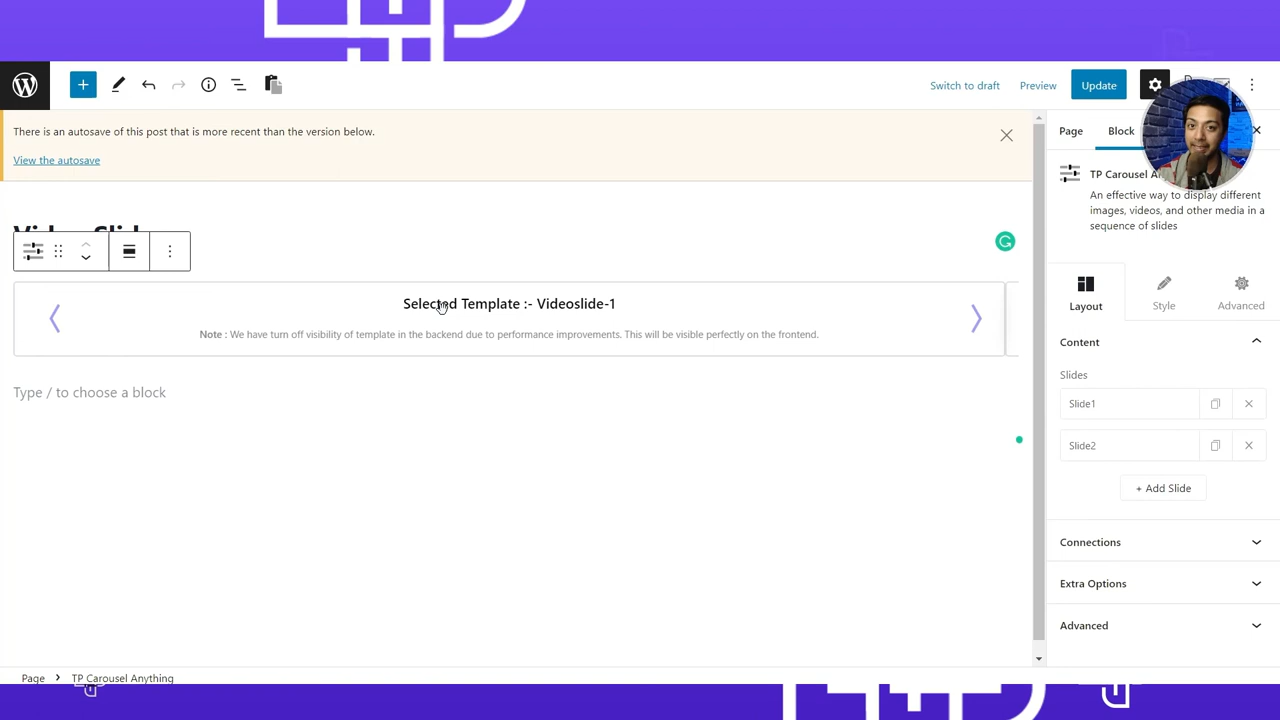 Switch to draft
Preview
Update
There is an autosave of this post that is more recent than the version below.
View the autosave
Page
Block
TP Carousel
An effective way to display different
images, videos, and other media in a
sequence of slides
Selected Template :- Videoslide-1
Note : We have turn off visibility of template in the backend due to performance improvements. This will be visible perfectly on the frontend.
Type / to choose a block
Layout
Style
Advanced
Content
Slides
Slide1
Slide2
+ Add Slide
Connections
Extra Options
Advanced
Page
TP Carousel Anything